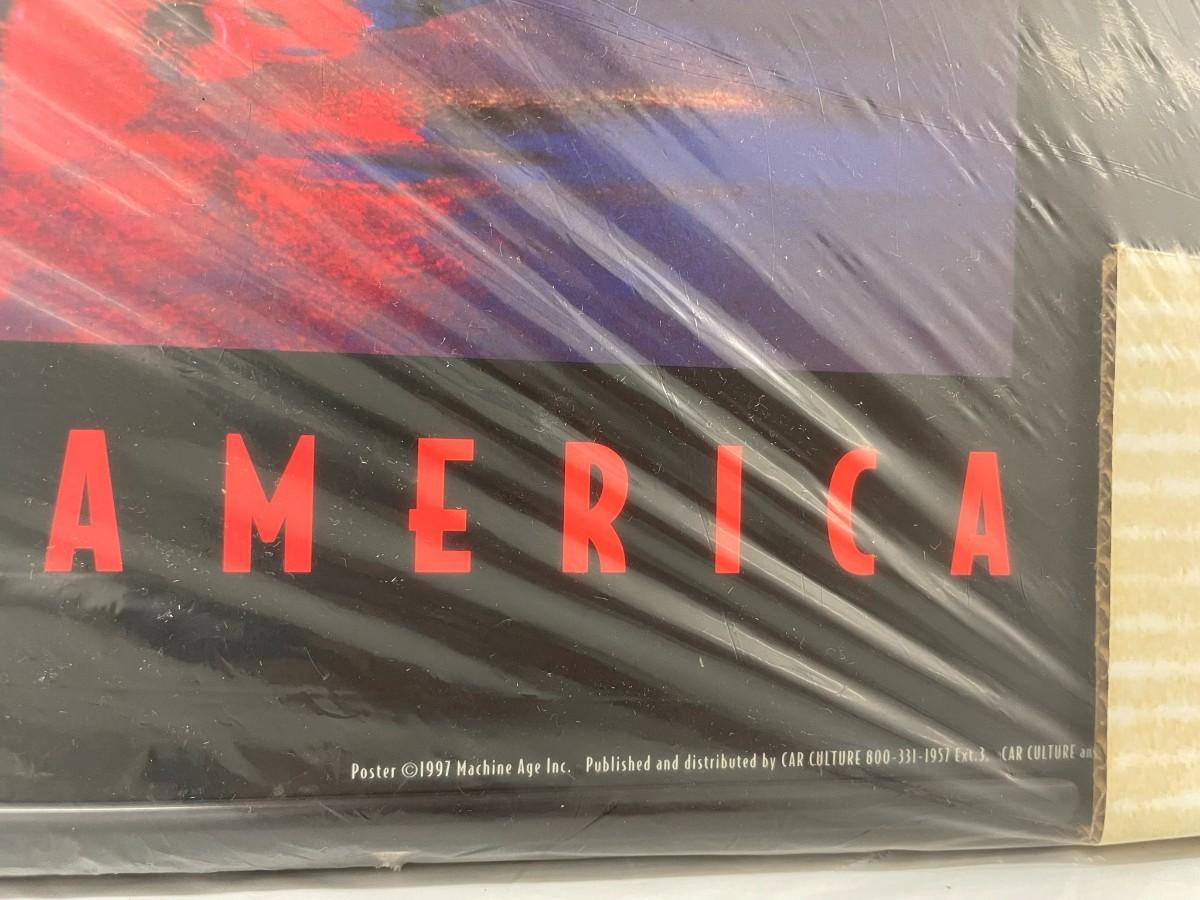 AMERICA
Poster ©1997 Machine Age Inc. Published and distributed by CAR CULTURE 800-331-1957 Ext.3. CAR CULTURE